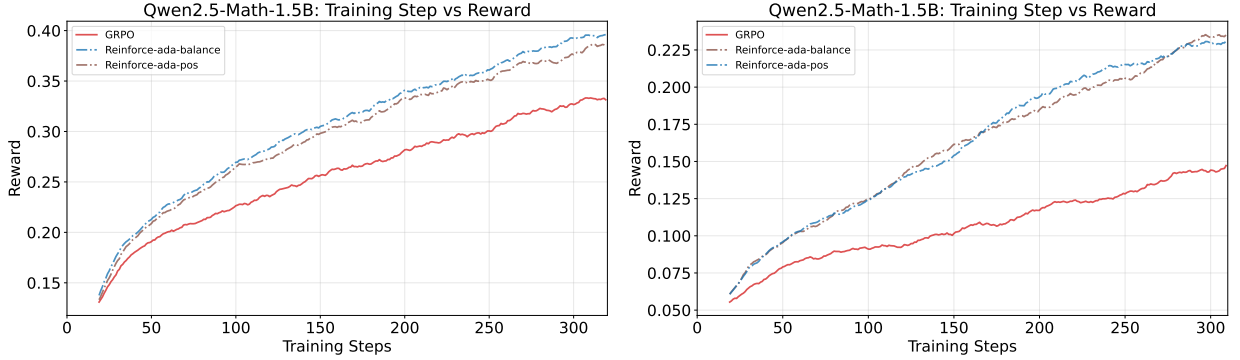 Qwen2.5-Math-1.5B: Training Step vs Reward
GRPO
Reinforce-ada-balance
Reinforce-ada-pos
0.40
0.35
0.30
0.25
0.20
0.15
Reward
0 50 100 150 200 250 300
Training Steps
Qwen2.5-Math-1.5B: Training Step vs Reward
GRPO
Reinforce-ada-balance
Reinforce-ada-pos
0.225
0.200
0.175
0.150
0.125
0.100
0.075
0.050
Reward
0 50 100 150 200 250 300
Training Steps